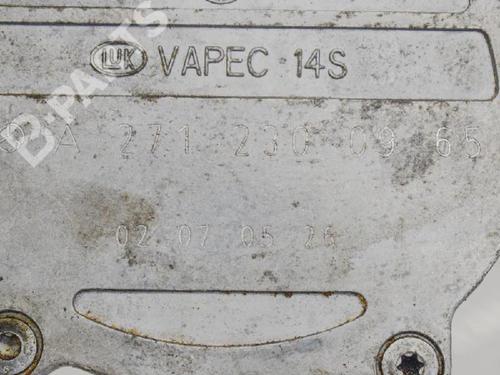 LUK VAPEC 14S
A 271 230 09 65
02 07 05 26
B-PARTS